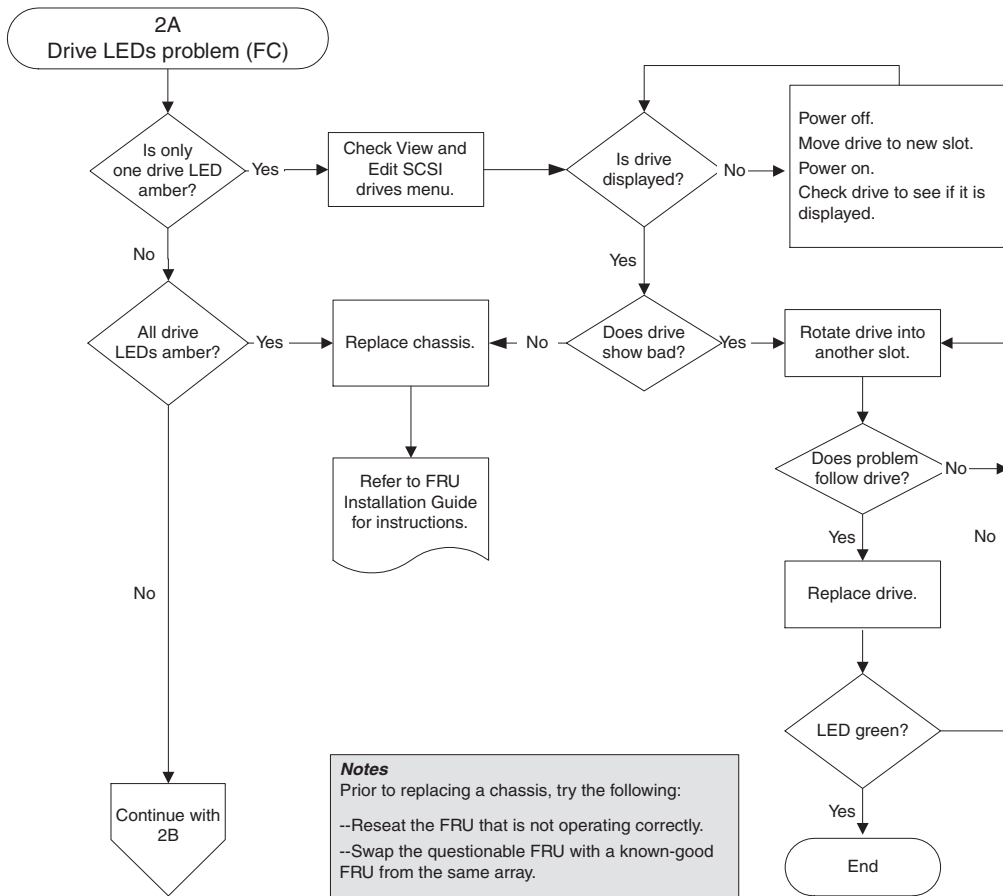 2A
Drive LEDs problem (FC)
Is only
one drive LED
amber?
Yes
Check View and
Edit SCSI
drives menu.
Is drive
displayed?
No
Power off.
Move drive to new slot.
Power on.
Check drive to see if it is
displayed.
No
Yes
All drive
LEDs amber?
Yes
Replace chassis.
No
Does drive
show bad?
Yes
Rotate drive into
another slot.
Refer to FRU
Installation Guide
for instructions.
Does problem
follow drive?
No
Yes
No
No
Replace drive.
LED green?
Yes
End
Continue with
2B
Notes
Prior to replacing a chassis, try the following:
--Reseat the FRU that is not operating correctly.
--Swap the questionable FRU with a known-good
FRU from the same array.